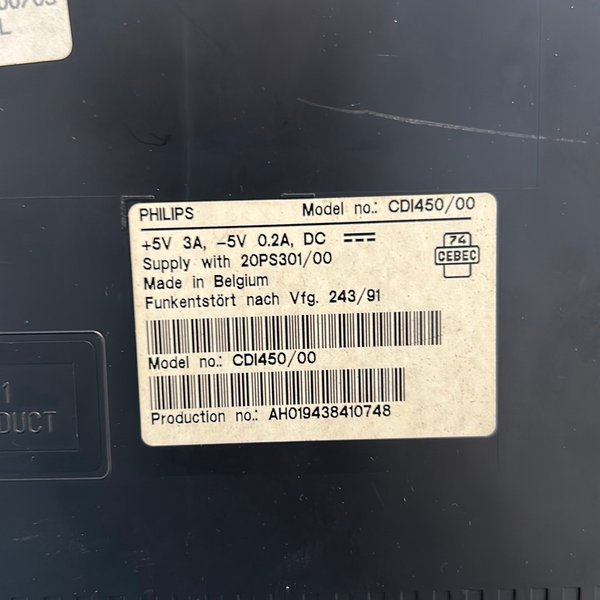 L
PHILIPS Model no.: CDI450/00
+5V 3A, -5V 0.2A, DC
74
CEBEC
Supply with 20PS301/00
Made in Belgium
Funkentstört nach Vfg. 243/91
Model no.: CDI450/00
Production no.: AH019438410748
1
DUCT